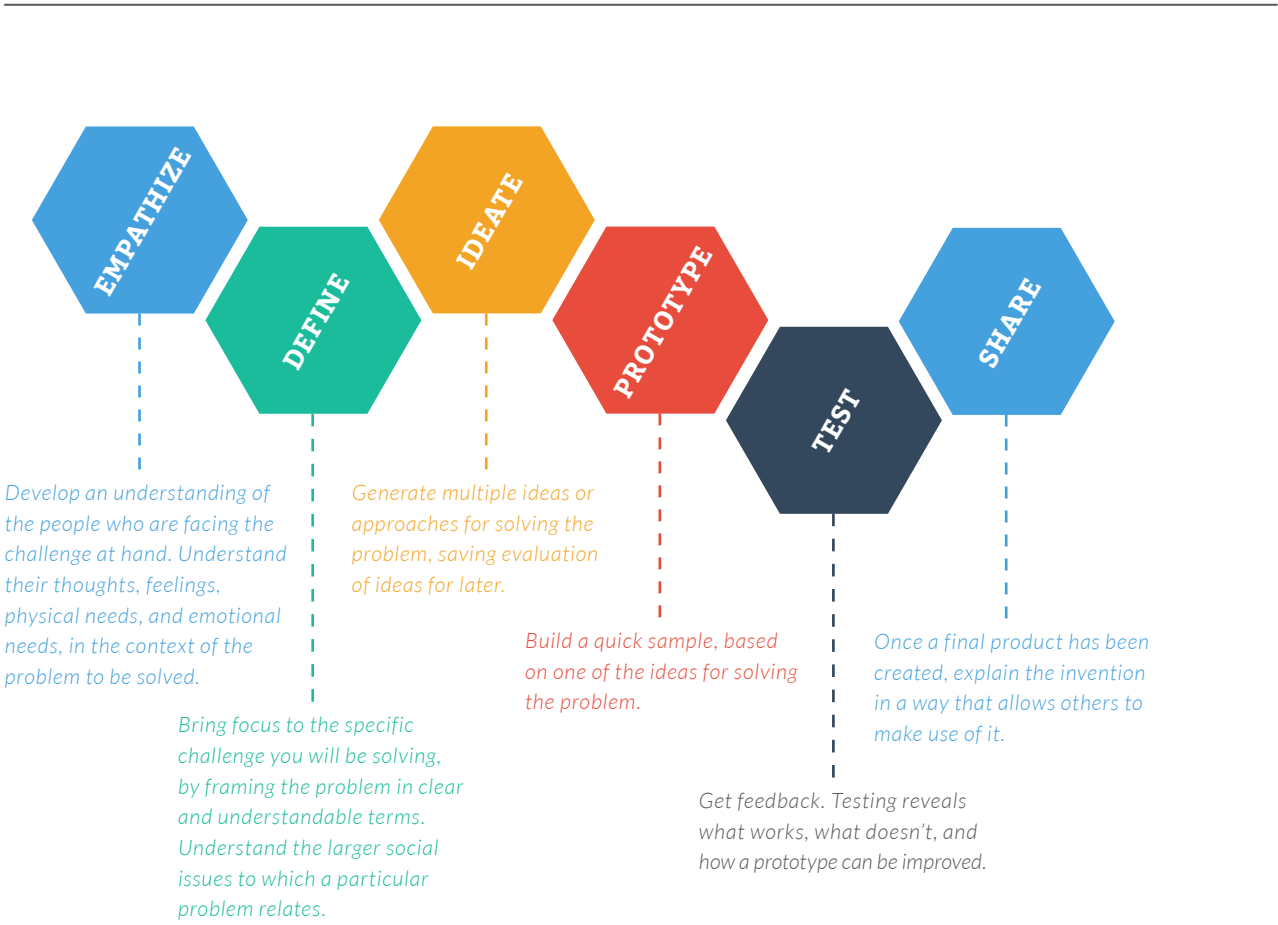 EMPATHIZE
Develop an understanding of
the people who are facing the
challenge at hand. Understand
their thoughts, feelings,
physical needs, and emotional
needs, in the context of the
problem to be solved.
DEFINE
Bring focus to the specific
challenge you will be solving,
by framing the problem in clear
and understandable terms.
Understand the larger social
issues to which a particular
problem relates.
IDEATE
Generate multiple ideas or
approaches for solving the
problem, saving evaluation
of ideas for later.
PROTOTYPE
Build a quick sample, based
on one of the ideas for solving
the problem.
TEST
Get feedback. Testing reveals
what works, what doesn’t, and
how a prototype can be improved.
SHARE
Once a final product has been
created, explain the invention
in a way that allows others to
make use of it.